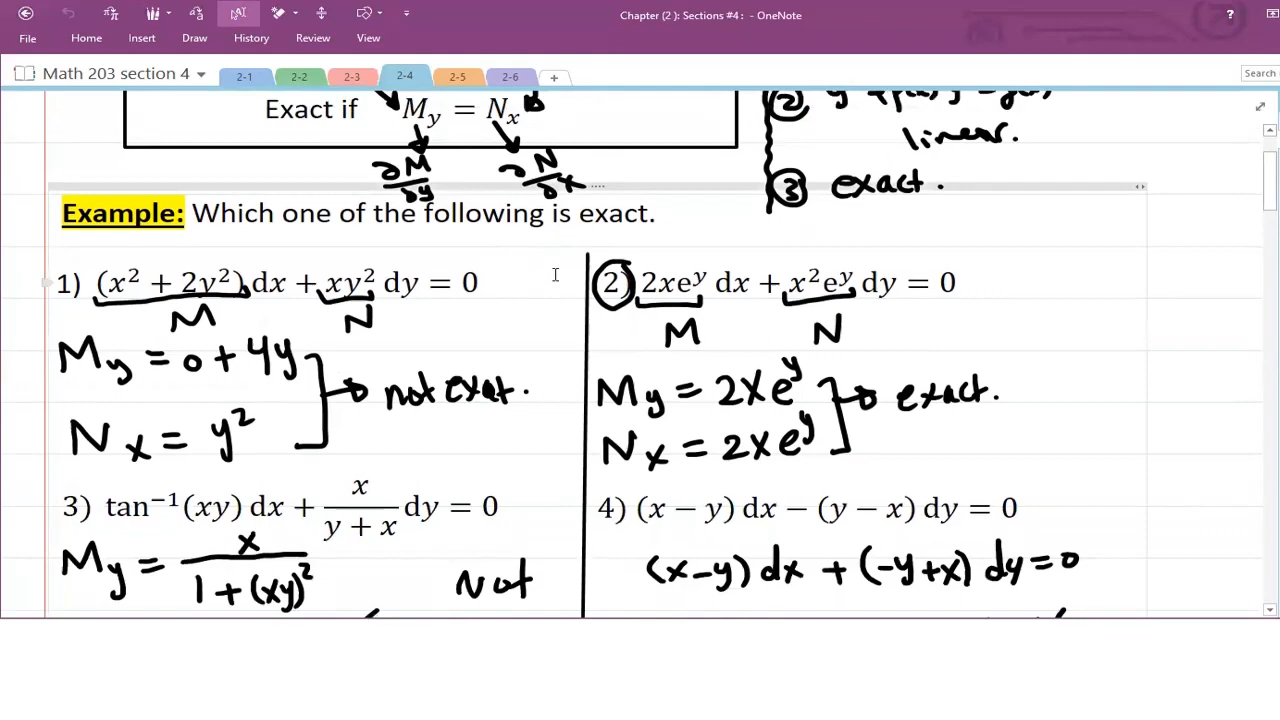 Chapter (2 ): Sections #4 : - OneNote
?
File Home Insert Draw History Review View
Math 203 section 4
2-1 2-2 2-3 2-4 2-5 2-6 +
Search
Exact if M_y = N_x
∂M/∂y ∂N/∂x
②
linear.
③ exact.
Example: Which one of the following is exact.
1) (x² + 2y²) dx + xy² dy = 0
M N
M_y = 0 + 4y
N_x = y²
not exat.
2) 2xe^y dx + x²e^y dy = 0
M N
M_y = 2xe^y
N_x = 2xe^y
exact.
3) tan⁻¹(xy) dx + x/(y + x) dy = 0
M_y = x/(1 + (xy)²)
Not
4) (x − y) dx − (y − x) dy = 0
(x-y) dx + (-y+x) dy = 0